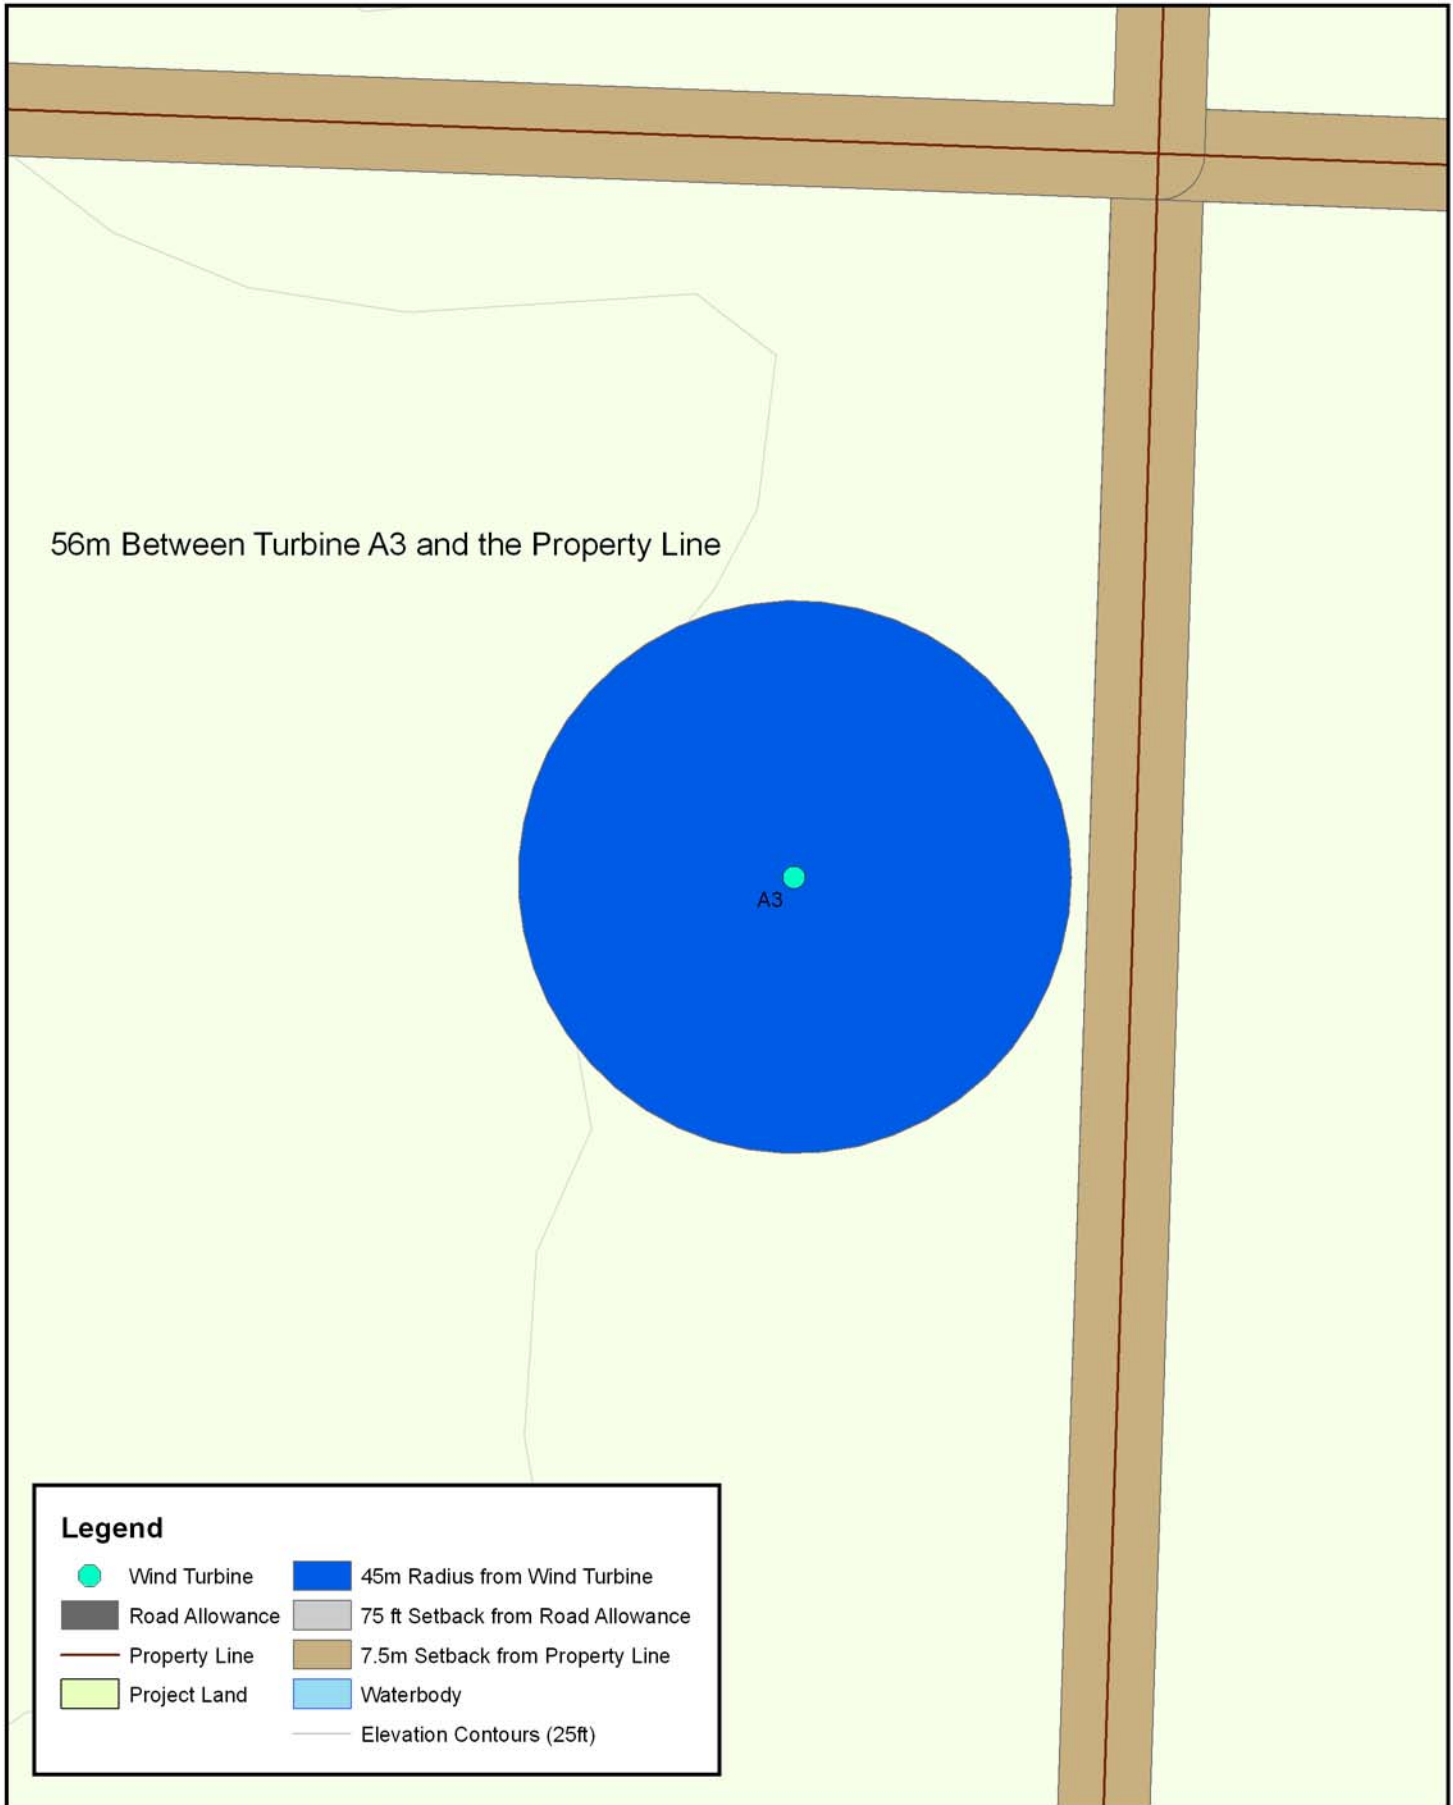 56m Between Turbine A3 and the Property Line
A3
Legend
Wind Turbine
Road Allowance
Property Line
Project Land
45m Radius from Wind Turbine
75 ft Setback from Road Allowance
7.5m Setback from Property Line
Waterbody
Elevation Contours (25ft)